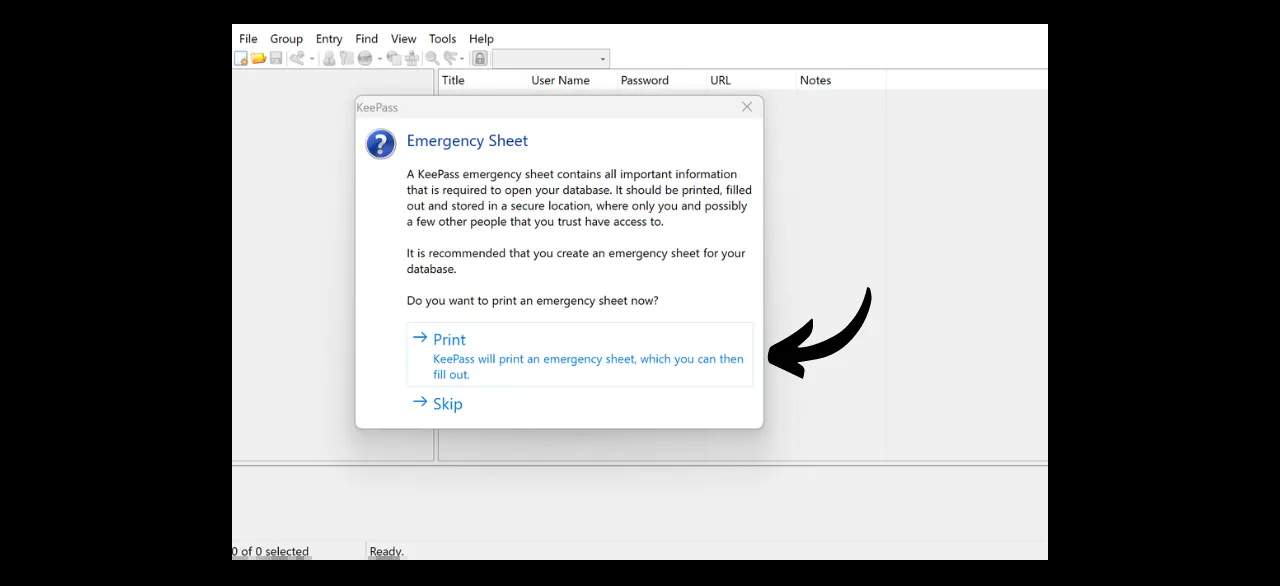 File Group Entry Find View Tools Help
Title User Name Password URL Notes
KeePass
Emergency Sheet
A KeePass emergency sheet contains all important information
that is required to open your database. It should be printed, filled
out and stored in a secure location, where only you and possibly
a few other people that you trust have access to.
It is recommended that you create an emergency sheet for your
database.
Do you want to print an emergency sheet now?
Print
KeePass will print an emergency sheet, which you can then
fill out.
Skip
0 of 0 selected Ready.